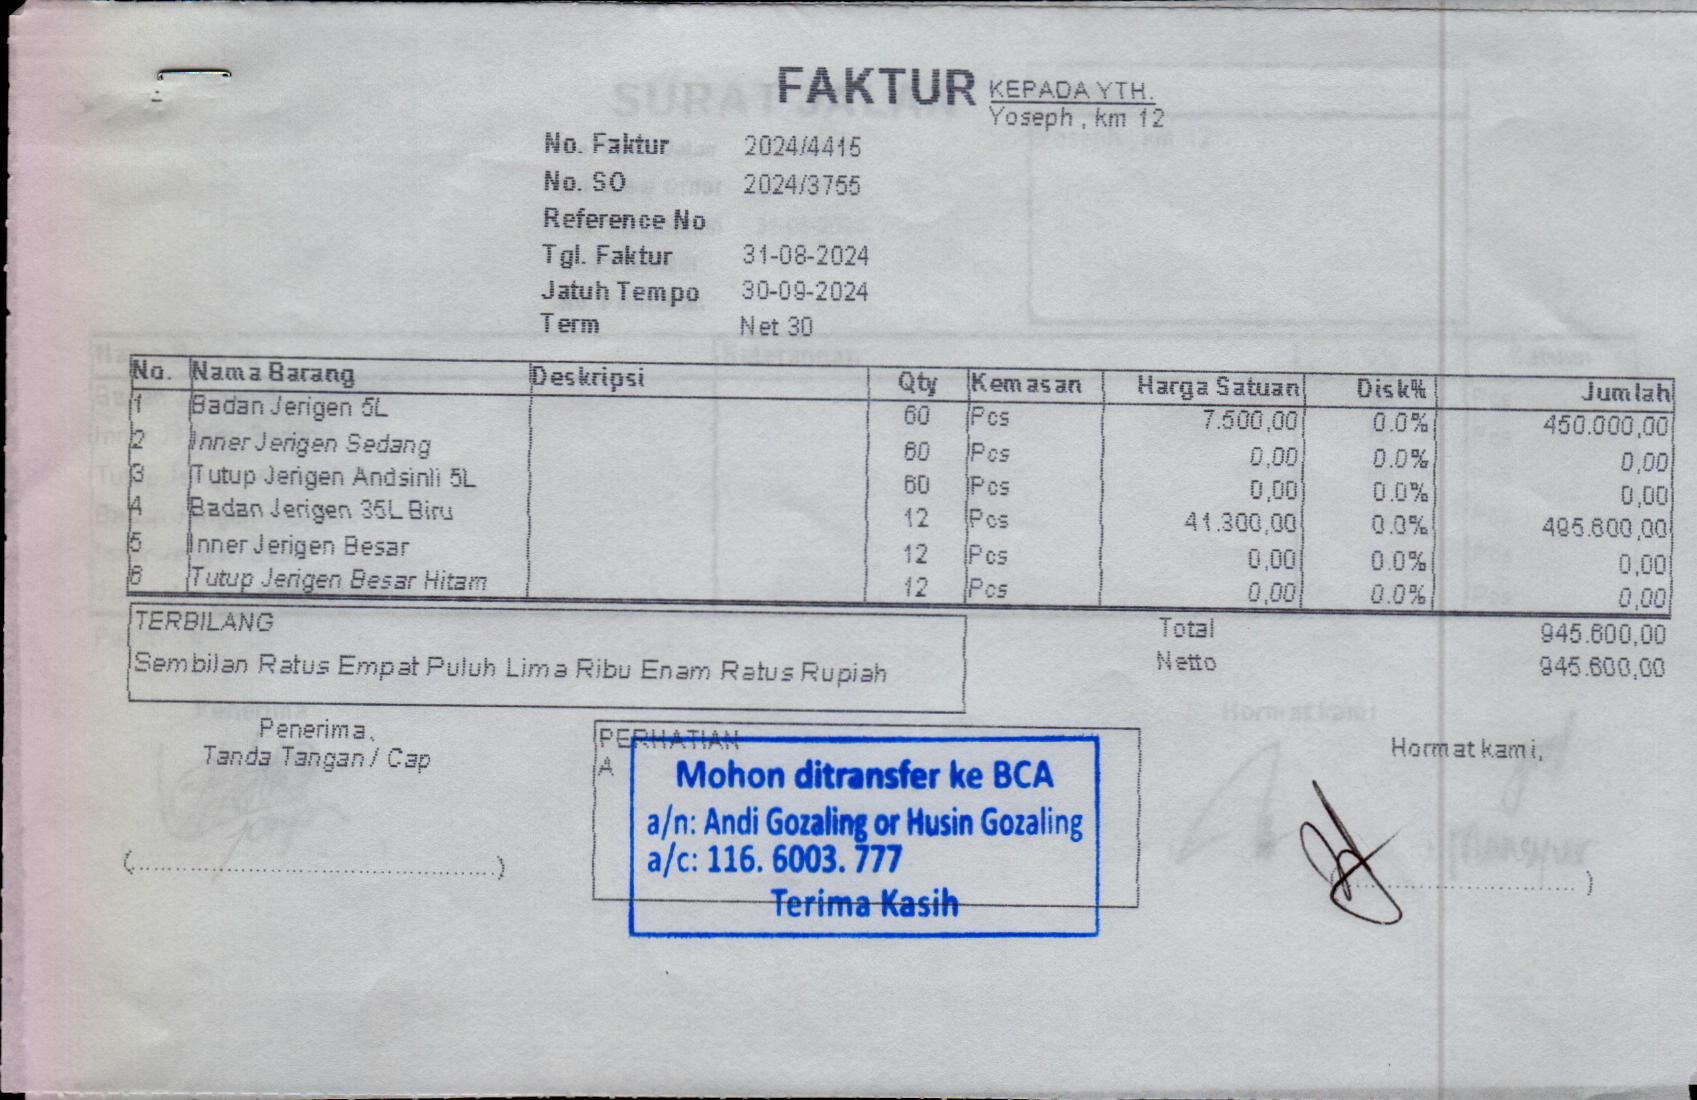 FAKTUR
KEPADA YTH.
Yoseph , km 12
No. Faktur 2024/4415
No. SO 2024/3755
Reference No
Tgl. Faktur 31-08-2024
Jatuh Tempo 30-09-2024
Term Net 30
No. Nama Barang Deskripsi Qty Kemasan Harga Satuan Disk% Jumlah
1 Badan Jerigen 5L 60 Pcs 7.500,00 0.0% 450.000,00
2 Inner Jerigen Sedang 60 Pcs 0,00 0.0% 0,00
3 Tutup Jerigen Andsinli 5L 60 Pcs 0,00 0.0% 0,00
4 Badan Jerigen 35L Biru 12 Pcs 41.300,00 0.0% 495.600,00
5 Inner Jerigen Besar 12 Pcs 0,00 0.0% 0,00
6 Tutup Jerigen Besar Hitam 12 Pcs 0,00 0.0% 0,00
TERBILANG
Sembilan Ratus Empat Puluh Lima Ribu Enam Ratus Rupiah
Total 945.600,00
Netto 945.600,00
Penerima,
Tanda Tangan / Cap
(..........................................)
PERHATIAN
A
Mohon ditransfer ke BCA
a/n: Andi Gozaling or Husin Gozaling
a/c: 116. 6003. 777
Terima Kasih
Hormat kami,